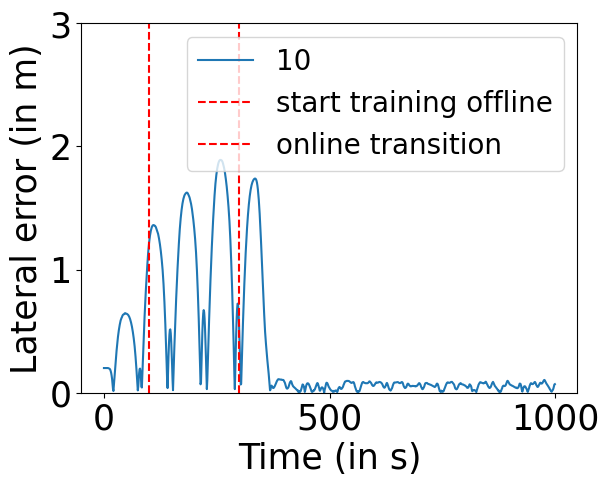 3
2
1
0
Lateral error (in m)
10
start training offline
online transition
0 500 1000
Time (in s)